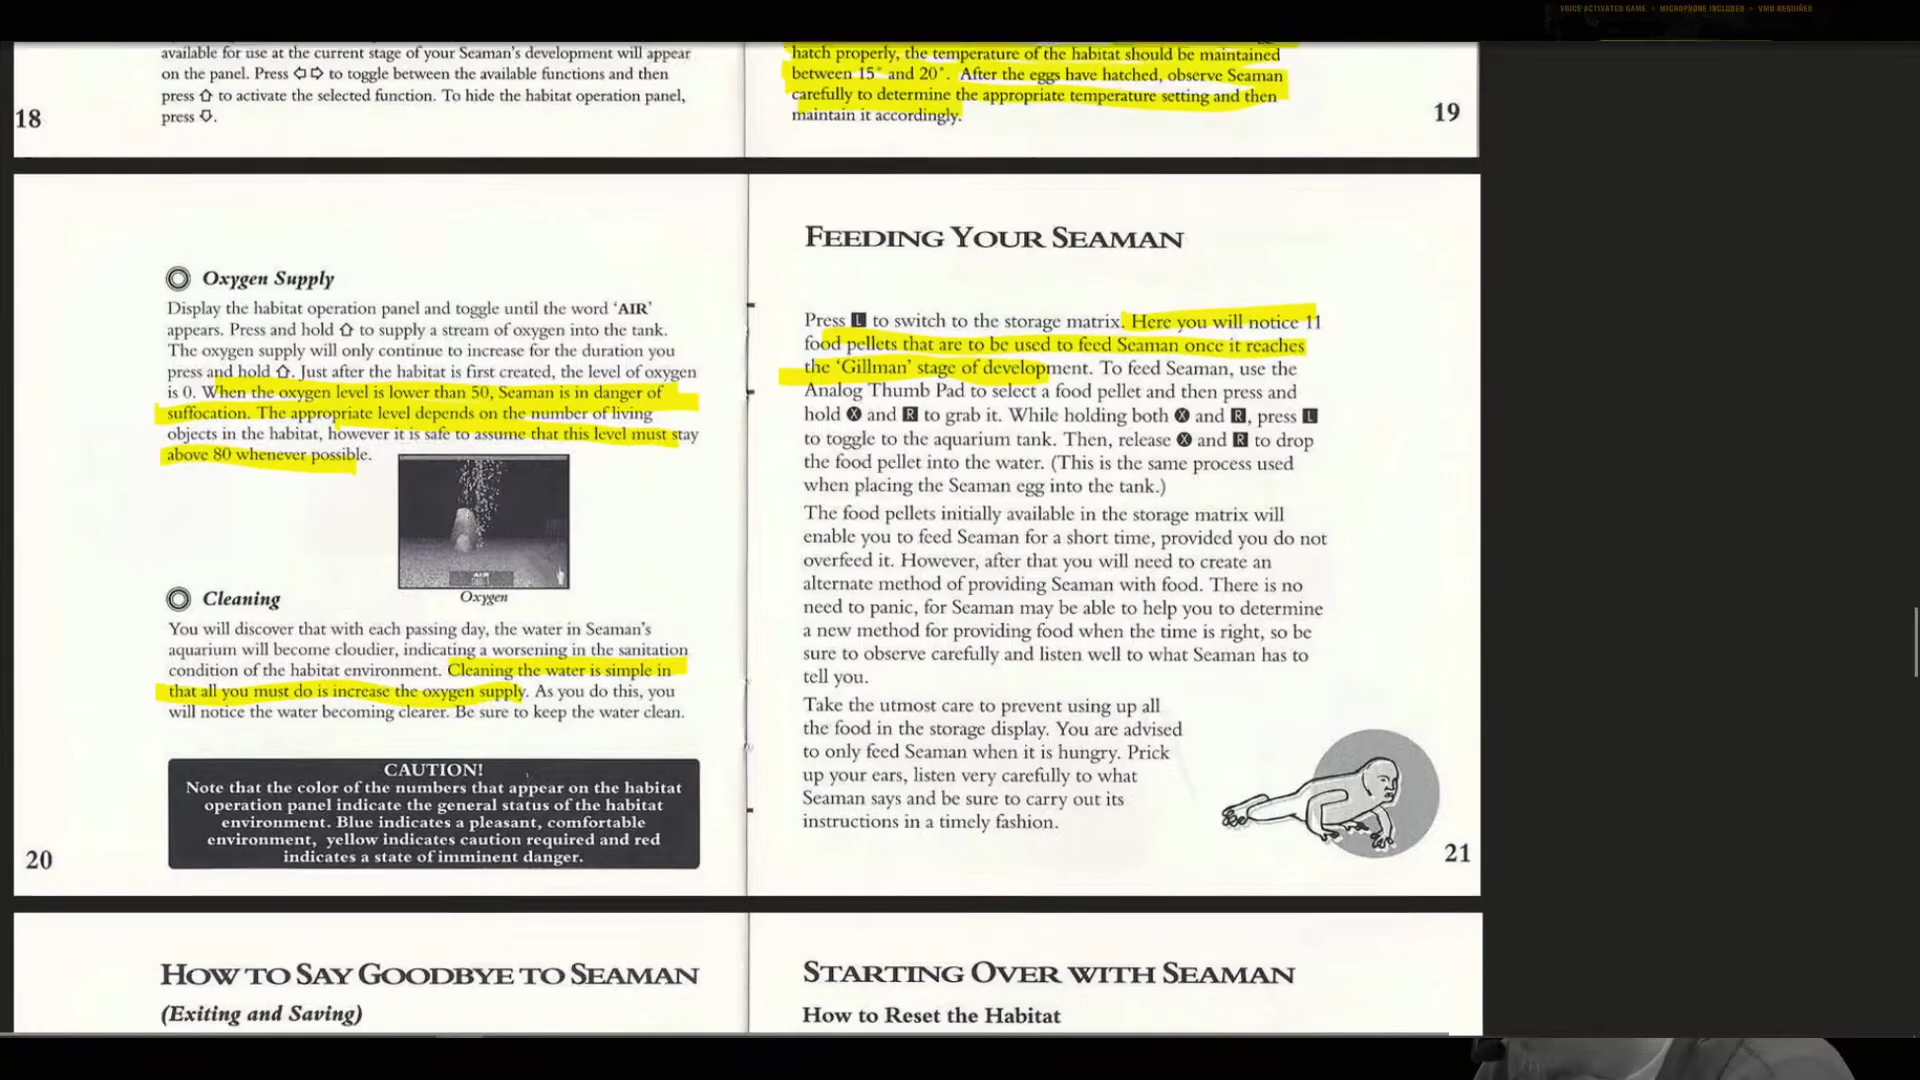 VOICE ACTIVATED GAME • MICROPHONE INCLUDED • VMU REQUIRED
available for use at the current stage of your Seaman's development will appear
on the panel. Press ⇦ ⇨ to toggle between the available functions and then
press ⇧ to activate the selected function. To hide the habitat operation panel,
press ⇩.
18
hatch properly, the temperature of the habitat should be maintained
between 15° and 20°. After the eggs have hatched, observe Seaman
carefully to determine the appropriate temperature setting and then
maintain it accordingly.
19
Oxygen Supply
Display the habitat operation panel and toggle until the word 'AIR'
appears. Press and hold ⇧ to supply a stream of oxygen into the tank.
The oxygen supply will only continue to increase for the duration you
press and hold ⇧. Just after the habitat is first created, the level of oxygen
is 0. When the oxygen level is lower than 50, Seaman is in danger of
suffocation. The appropriate level depends on the number of living
objects in the habitat, however it is safe to assume that this level must stay
above 80 whenever possible.
AIR
Oxygen
Cleaning
You will discover that with each passing day, the water in Seaman's
aquarium will become cloudier, indicating a worsening in the sanitation
condition of the habitat environment. Cleaning the water is simple in
that all you must do is increase the oxygen supply. As you do this, you
will notice the water becoming clearer. Be sure to keep the water clean.
CAUTION!
Note that the color of the numbers that appear on the habitat
operation panel indicate the general status of the habitat
environment. Blue indicates a pleasant, comfortable
environment, yellow indicates caution required and red
indicates a state of imminent danger.
20
FEEDING YOUR SEAMAN
Press L to switch to the storage matrix. Here you will notice 11
food pellets that are to be used to feed Seaman once it reaches
the 'Gillman' stage of development. To feed Seaman, use the
Analog Thumb Pad to select a food pellet and then press and
hold X and R to grab it. While holding both X and R, press L
to toggle to the aquarium tank. Then, release X and R to drop
the food pellet into the water. (This is the same process used
when placing the Seaman egg into the tank.)
The food pellets initially available in the storage matrix will
enable you to feed Seaman for a short time, provided you do not
overfeed it. However, after that you will need to create an
alternate method of providing Seaman with food. There is no
need to panic, for Seaman may be able to help you to determine
a new method for providing food when the time is right, so be
sure to observe carefully and listen well to what Seaman has to
tell you.
Take the utmost care to prevent using up all
the food in the storage display. You are advised
to only feed Seaman when it is hungry. Prick
up your ears, listen very carefully to what
Seaman says and be sure to carry out its
instructions in a timely fashion.
21
HOW TO SAY GOODBYE TO SEAMAN
(Exiting and Saving)
STARTING OVER WITH SEAMAN
How to Reset the Habitat